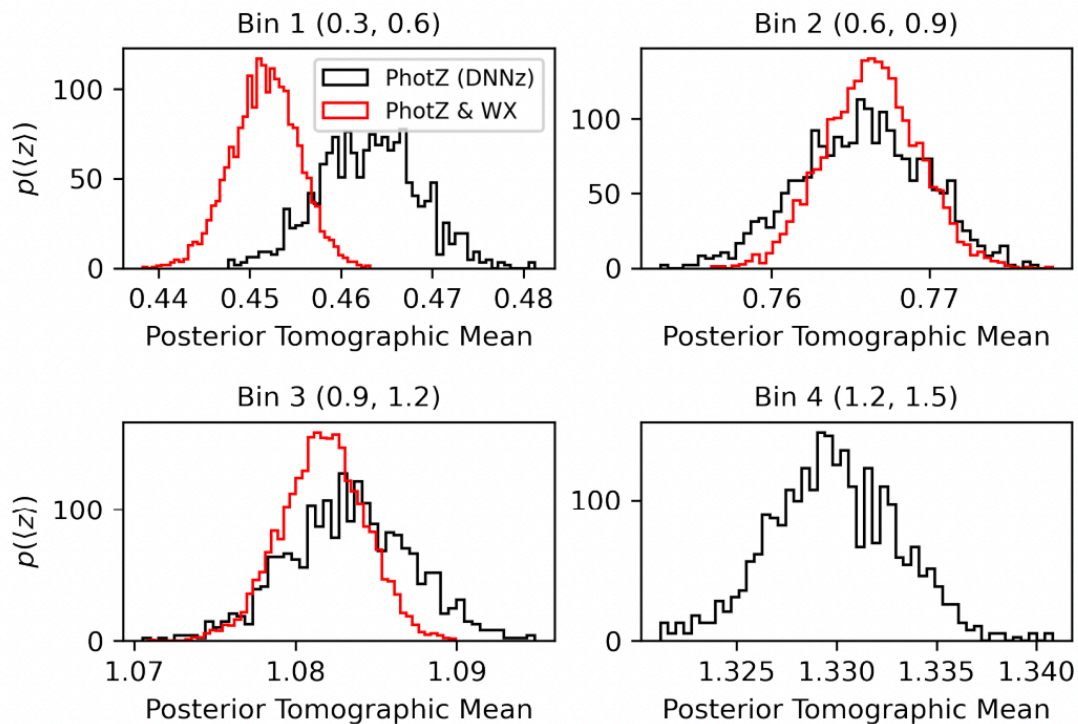 Bin 1 (0.3, 0.6)
Bin 2 (0.6, 0.9)
PhotZ (DNNz)
PhotZ & WX
p(⟨z⟩)
100
50
0
0.44 0.45 0.46 0.47 0.48
Posterior Tomographic Mean
100
50
0
0.76 0.77
Posterior Tomographic Mean
Bin 3 (0.9, 1.2)
Bin 4 (1.2, 1.5)
p(⟨z⟩)
100
0
1.07 1.08 1.09
Posterior Tomographic Mean
100
0
1.325 1.330 1.335 1.340
Posterior Tomographic Mean